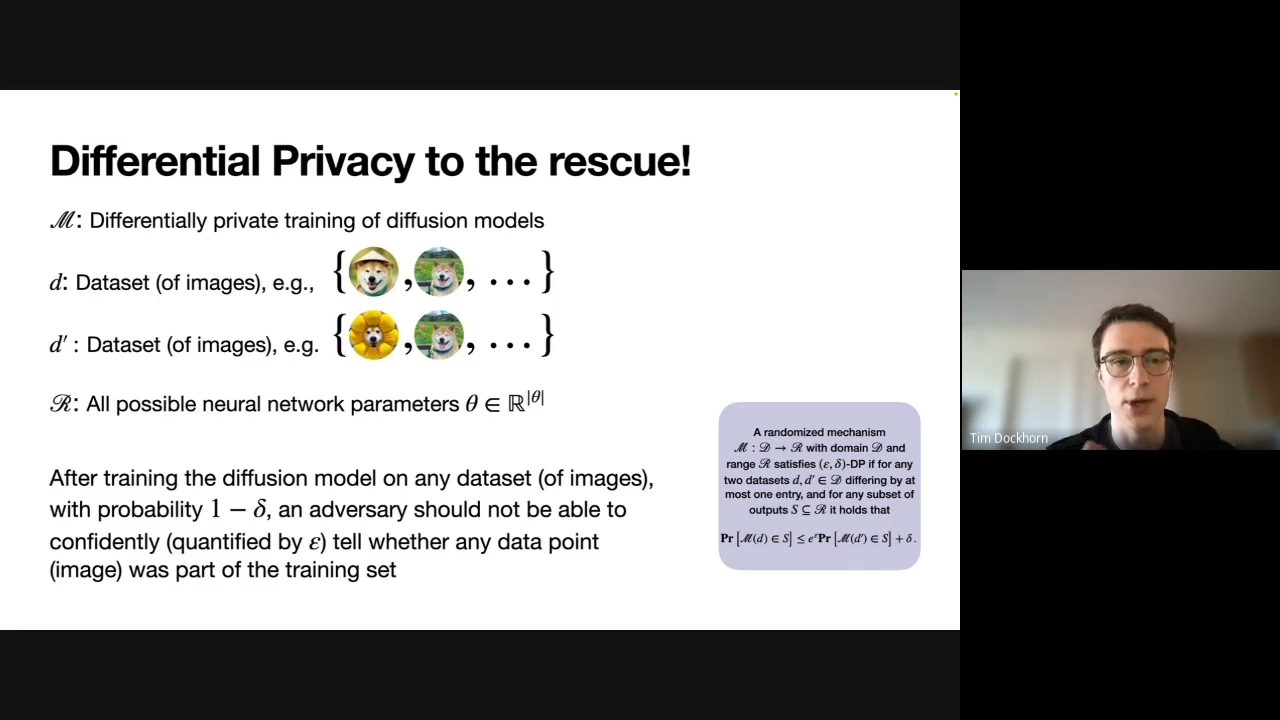 Differential Privacy to the rescue!
ℳ: Differentially private training of diffusion models
d: Dataset (of images), e.g., { , , ... }
d′ : Dataset (of images), e.g. { , , ... }
ℛ: All possible neural network parameters θ ∈ ℝ^|θ|
After training the diffusion model on any dataset (of images),
with probability 1 − δ, an adversary should not be able to
confidently (quantified by ε) tell whether any data point
(image) was part of the training set
A randomized mechanism
ℳ : 𝒟 → ℛ with domain 𝒟 and
range ℛ satisfies (ε, δ)-DP if for any
two datasets d, d′ ∈ 𝒟 differing by at
most one entry, and for any subset of
outputs S ⊆ ℛ it holds that
Pr [ℳ(d) ∈ S] ≤ e^ε Pr [ℳ(d′) ∈ S] + δ.
Tim Dockhorn